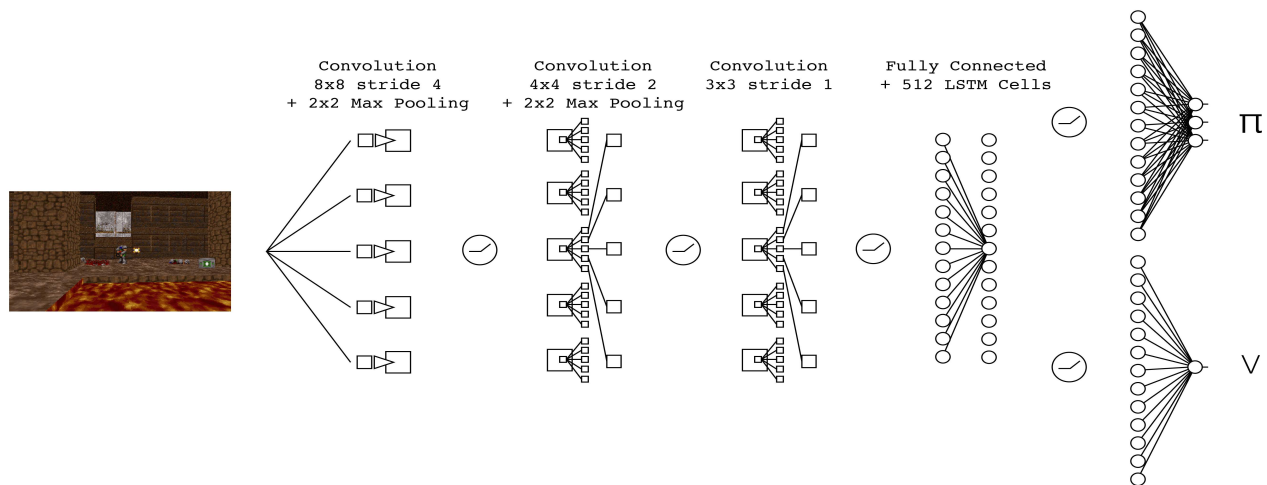 Convolution
8x8 stride 4
+ 2x2 Max Pooling
Convolution
4x4 stride 2
+ 2x2 Max Pooling
Convolution
3x3 stride 1
Fully Connected
+ 512 LSTM Cells
π
V